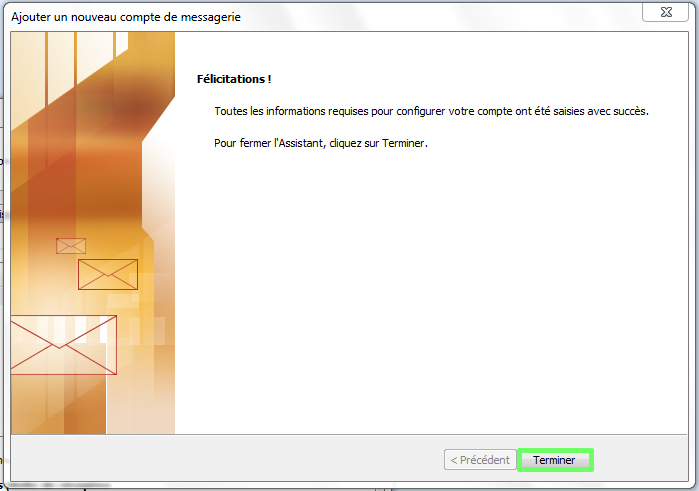 Ajouter un nouveau compte de messagerie
Félicitations !
Toutes les informations requises pour configurer votre compte ont été saisies avec succès.
Pour fermer l'Assistant, cliquez sur Terminer.
< Précédent
Terminer